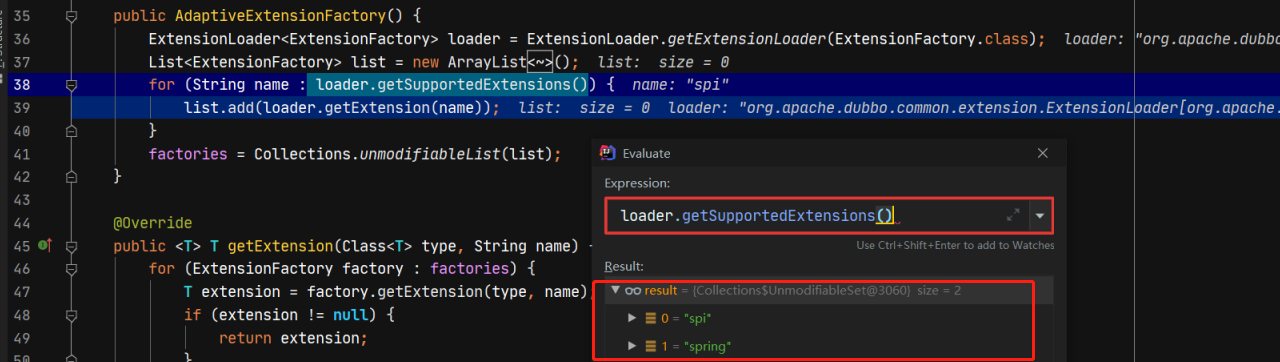 35 public AdaptiveExtensionFactory() {
36 ExtensionLoader<ExtensionFactory> loader = ExtensionLoader.getExtensionLoader(ExtensionFactory.class); loader: "org.apache.dubbo
37 List<ExtensionFactory> list = new ArrayList<~>(); list: size = 0
38 for (String name : loader.getSupportedExtensions()) { name: "spi"
39 list.add(loader.getExtension(name)); list: size = 0 loader: "org.apache.dubbo.common.extension.ExtensionLoader[org.apache.
40 }
41 factories = Collections.unmodifiableList(list);
42 }
43
44 @Override
45 public <T> T getExtension(Class<T> type, String name) {
46 for (ExtensionFactory factory : factories) {
47 T extension = factory.getExtension(type, name)
48 if (extension != null) {
49 return extension;
50 }
Evaluate
Expression:
loader.getSupportedExtensions()
Use Ctrl+Shift+Enter to add to Watches
Result:
result = {Collections$UnmodifiableSet@3060} size = 2
0 = "spi"
1 = "spring"